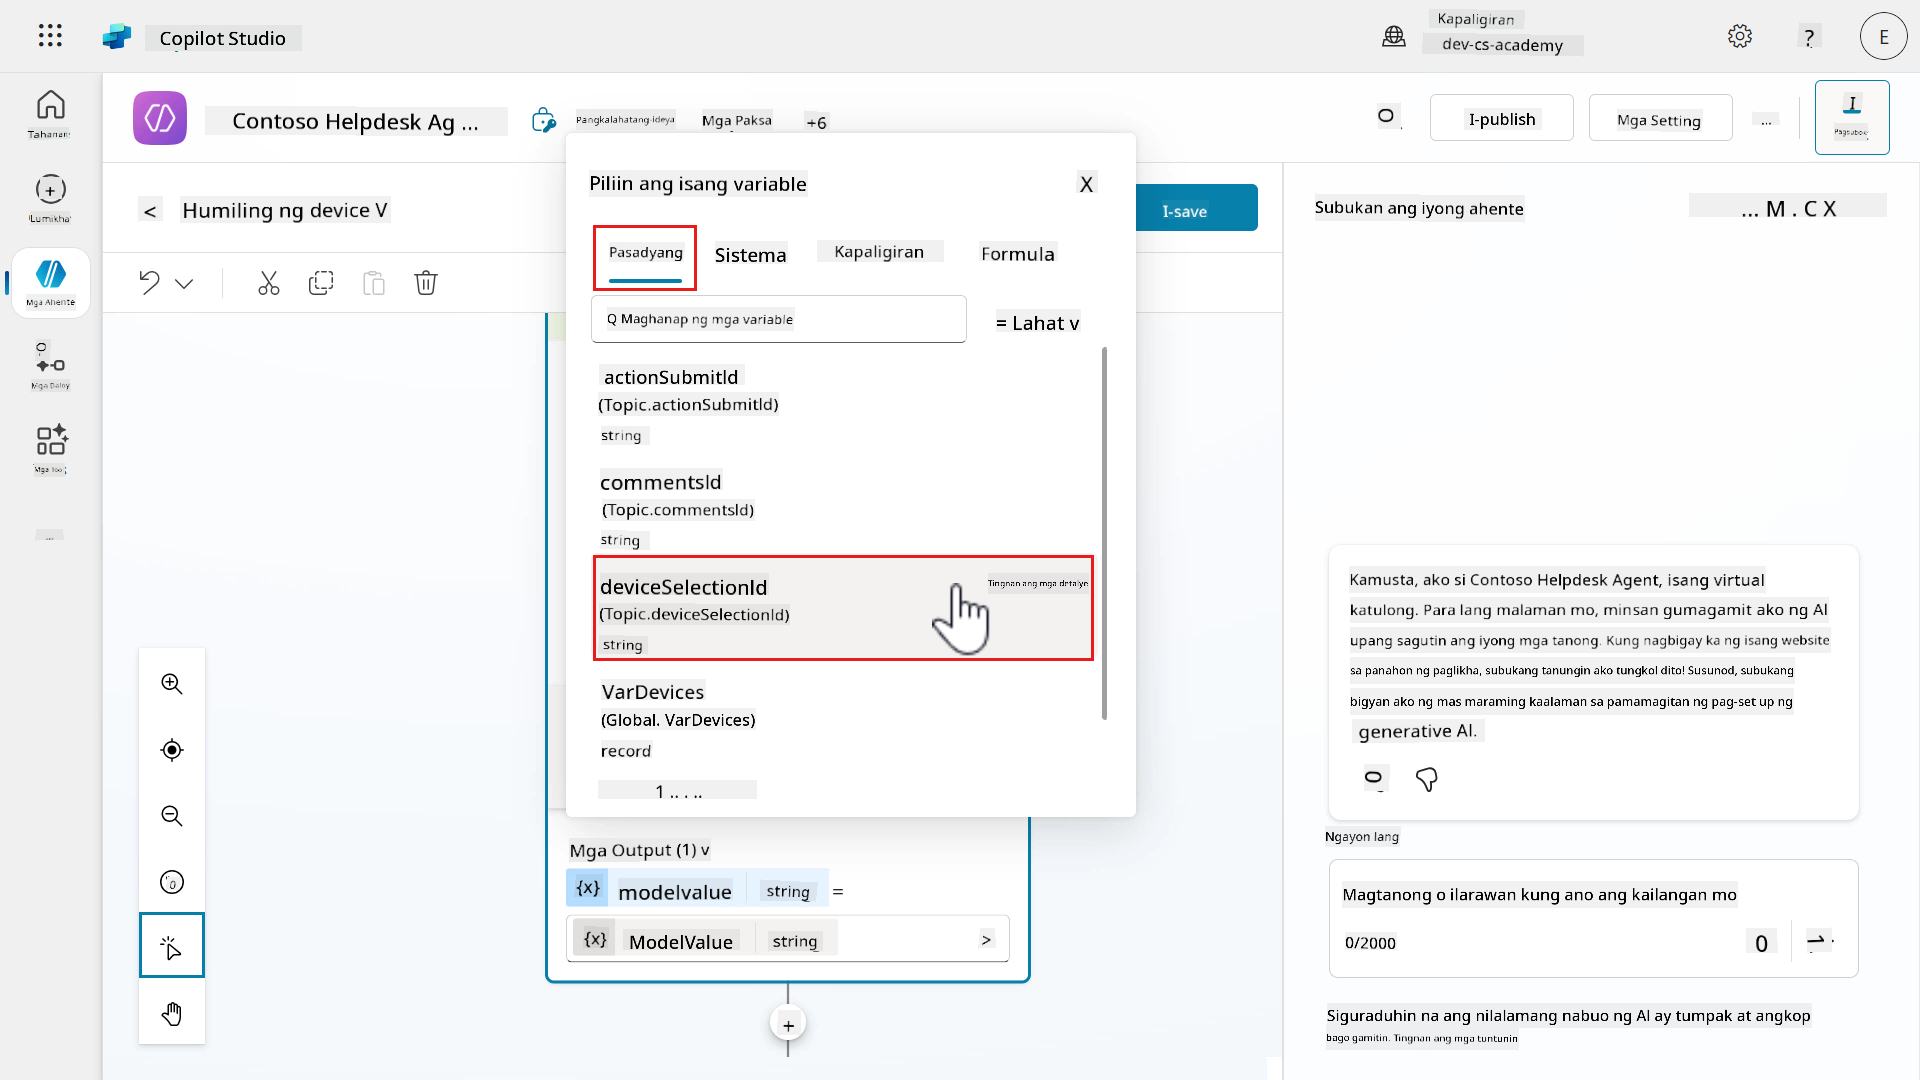 Copilot Studio
Kapaligiran
dev-cs-academy
?
E
Tahanan
Contoso Helpdesk Ag ...
Pangkalahatang-ideya
Mga Paksa
+6
I-publish
Mga Setting
...
Lumikha
Mga Ahente
Mga Daloy
< Humiling ng device V
I-save
Piliin ang isang variable
X
Pasadyang
Sistema
Kapaligiran
Formula
Q Maghanap ng mga variable
= Lahat v
actionSubmitId
(Topic.actionSubmitId)
string
commentsId
(Topic.commentsId)
string
deviceSelectionId
Tingnan ang mga detalye
(Topic.deviceSelectionId)
string
VarDevices
(Global. VarDevices)
record
Mga Output (1) v
{x} modelvalue string =
{x} ModelValue string >
+
Subukan ang iyong ahente
... M . C X
Kamusta, ako si Contoso Helpdesk Agent, isang virtual
katulong. Para lang malaman mo, minsan gumagamit ako ng AI
upang sagutin ang iyong mga tanong. Kung nagbigay ka ng isang website
sa panahon ng paglikha, subukang tanungin ako tungkol dito! Susunod, subukang
bigyan ako ng mas maraming kaalaman sa pamamagitan ng pag-set up ng
generative AI.
Ngayon lang
Magtanong o ilarawan kung ano ang kailangan mo
0/2000
Siguraduhin na ang nilalamang nabuo ng AI ay tumpak at angkop
bago gamitin. Tingnan ang mga tuntunin